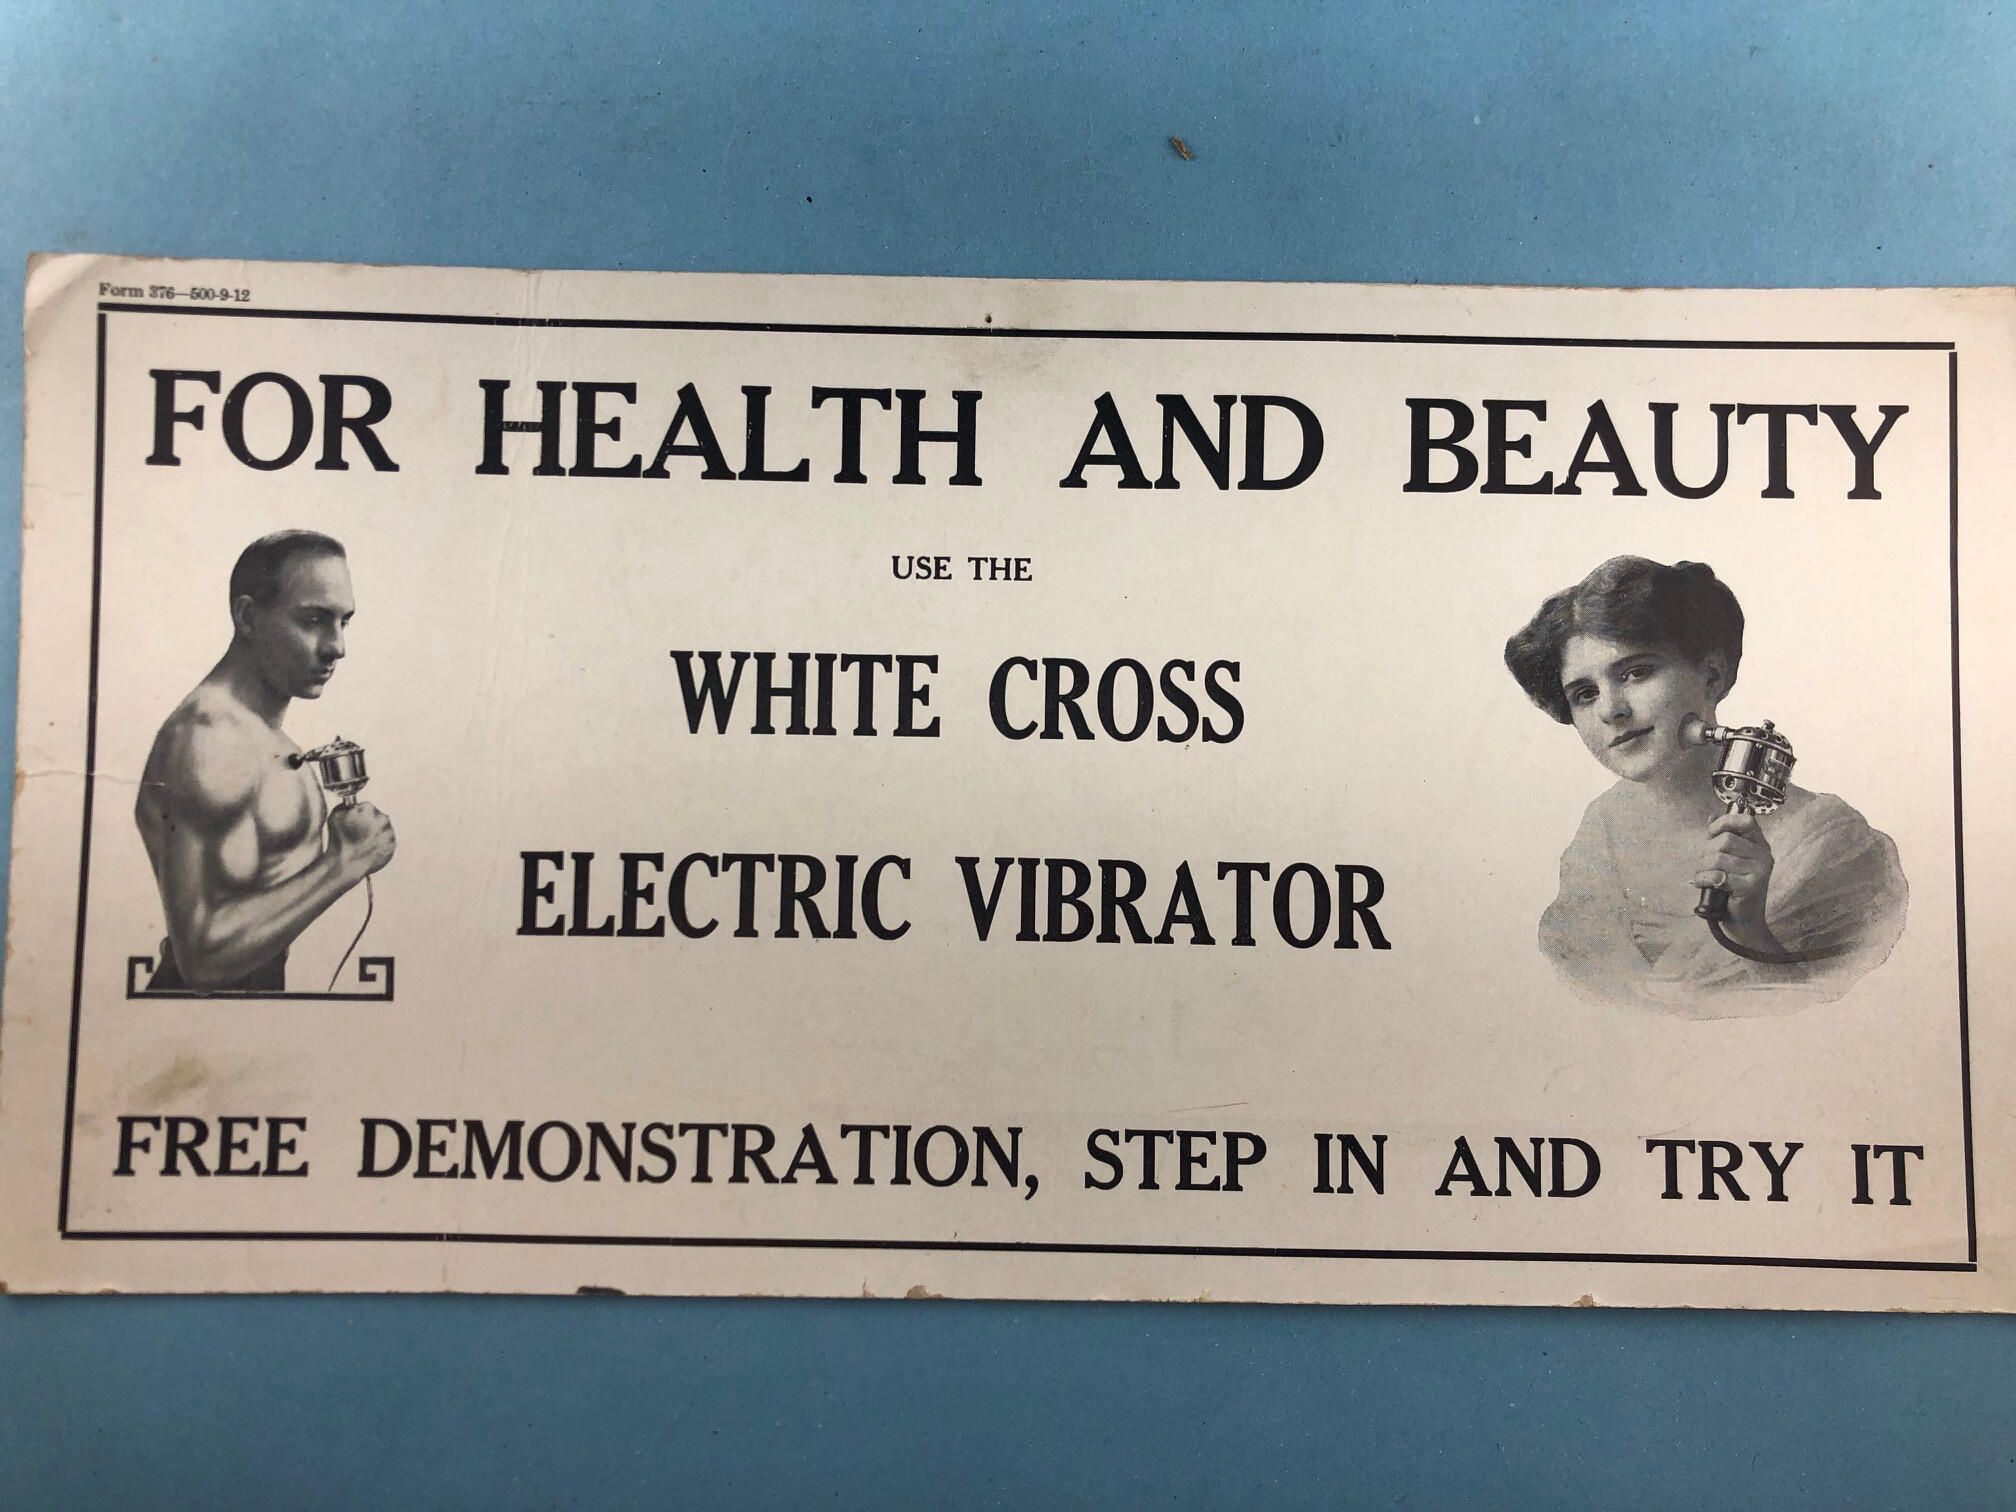 Form 376—500-9-12
FOR HEALTH AND BEAUTY
USE THE
WHITE CROSS
ELECTRIC VIBRATOR
FREE DEMONSTRATION, STEP IN AND TRY IT